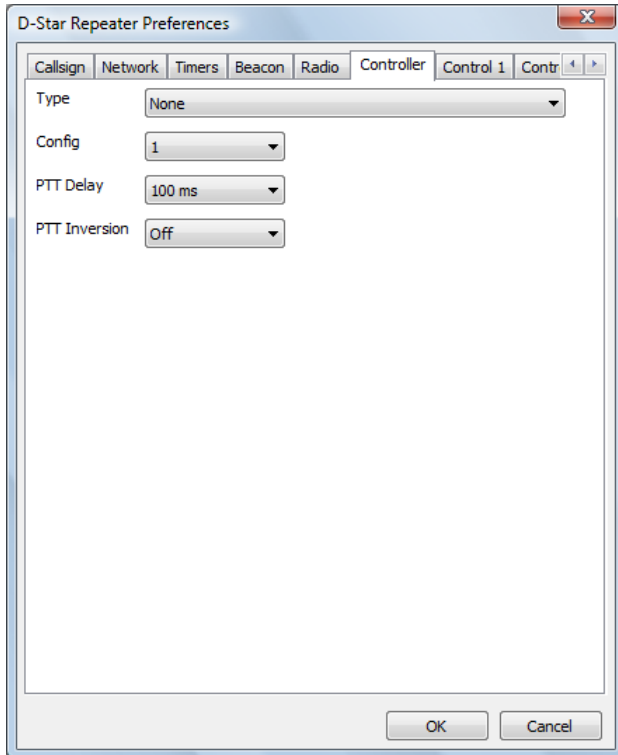 D-Star Repeater Preferences
Callsign Network Timers Beacon Radio Controller Control 1 Contr
Type None
Config 1
PTT Delay 100 ms
PTT Inversion Off
OK Cancel